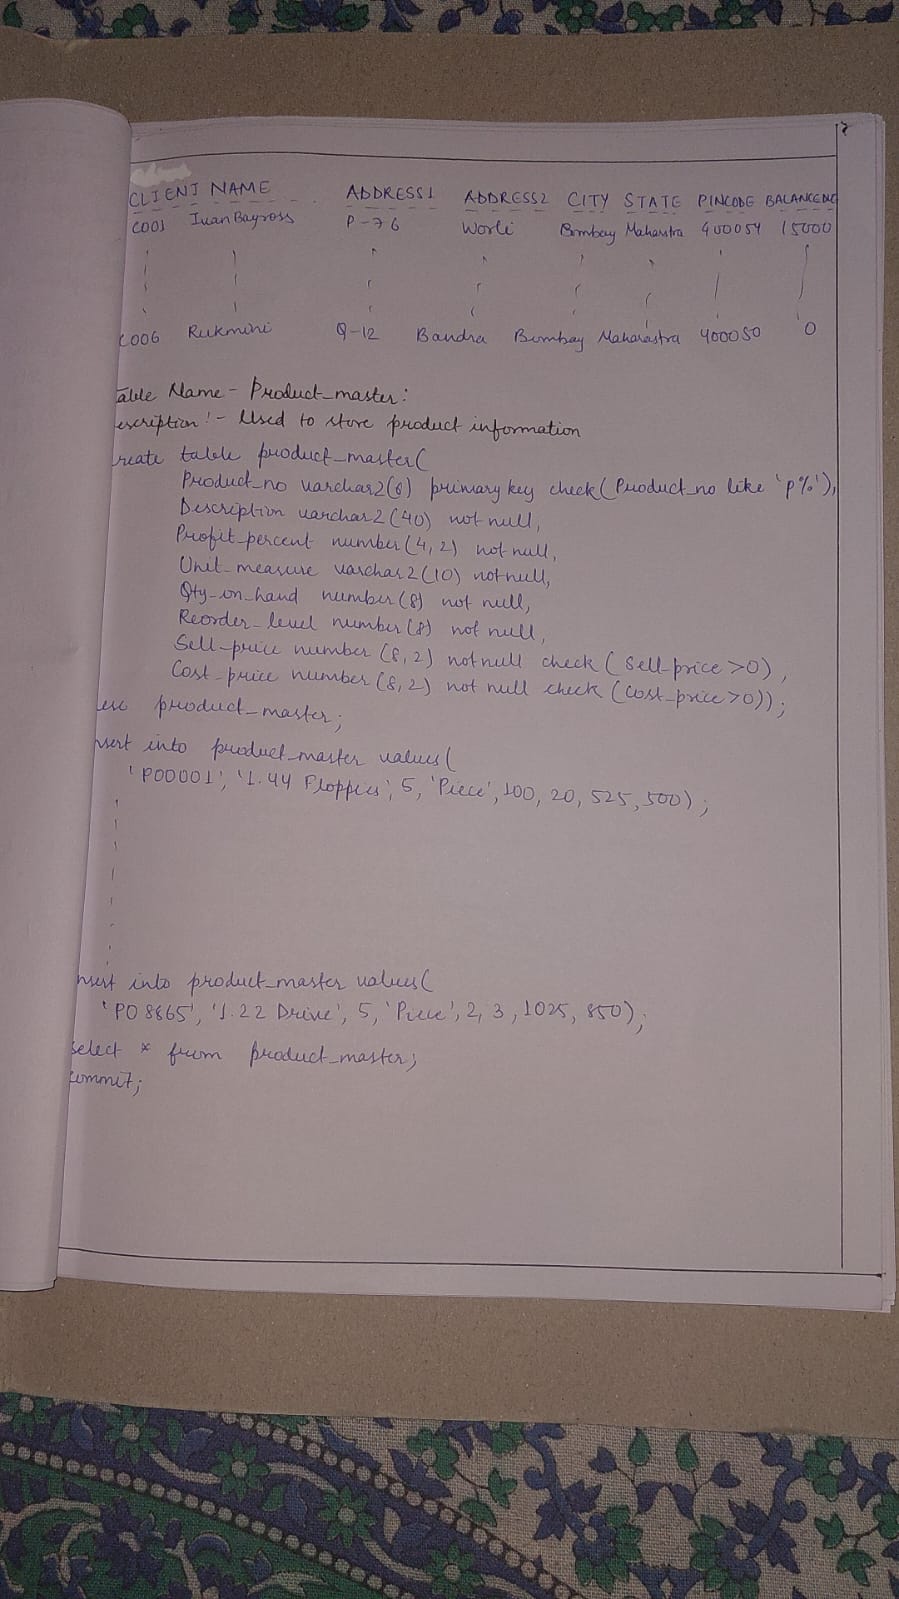 7
CLIENT NAME ADDRESS1 ADDRESS2 CITY STATE PINCODE BALANCEDUE
C001 Ivan Bayross P-76 Worli Bombay Maharstra 400054 15000
C006 Rukmini Q-12 Bandra Bombay Maharastra 400050 0
able Name - Product_master:
escription :- Used to store product information
reate table product_master(
Product_no varchar2(6) primary key check(Product_no like 'p%'),
Description varchar2(40) not null,
Profit_percent number(4,2) not null,
Unit_measure varchar2(10) not null,
Qty_on_hand number(8) not null,
Reorder_level number(8) not null,
Sell_price number (8,2) not null check (Sell_price >0),
Cost_price number (8,2) not null check (Cost_price >0));
esc product_master;
nsert into product_master values(
'P00001', '1.44 Floppies', 5, 'Piece', 100, 20, 525, 500);
nsert into product_master values(
'P08865', '1.22 Drive', 5, 'Piece', 2, 3, 1025, 850);
select * from product_master;
commit;